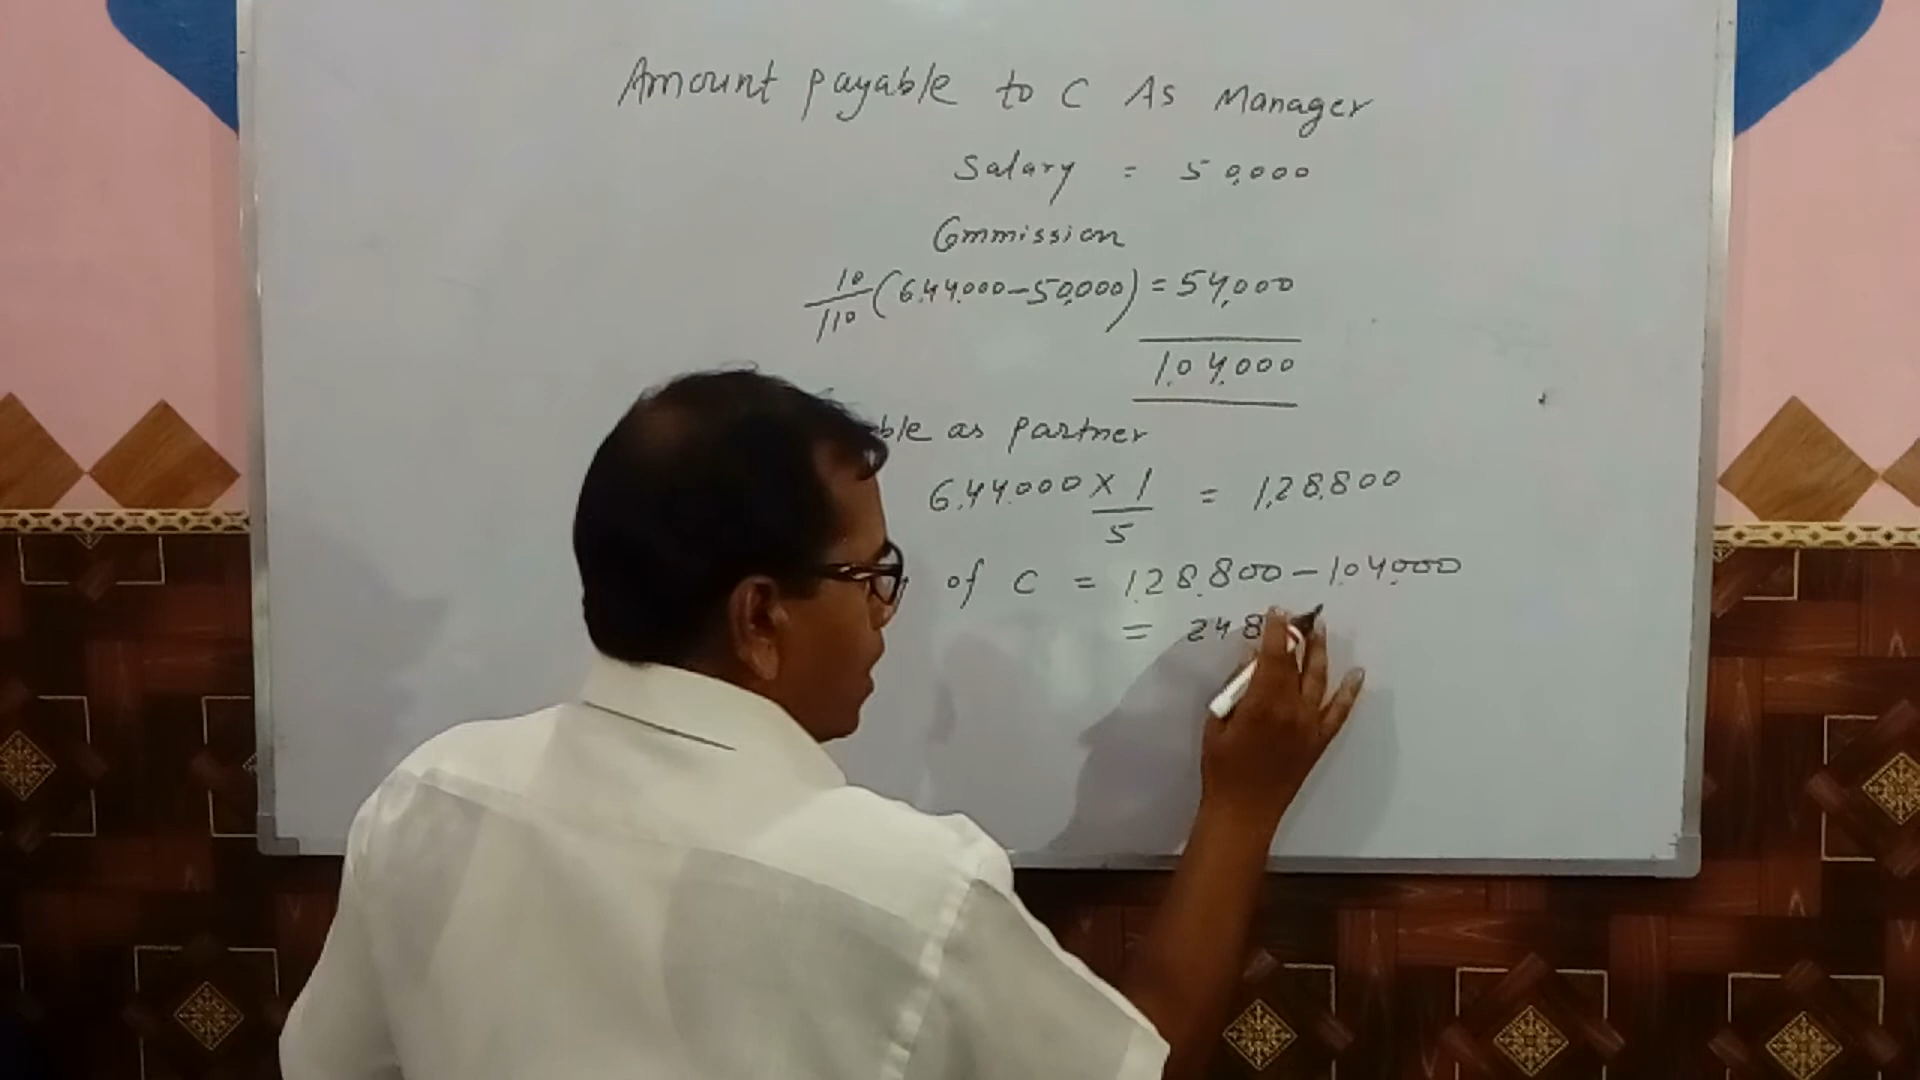 Amount payable to C As Manager
Salary = 50,000
Commission
10/110 (6,44,000-50,000) = 54,000
1,04,000
ble as partner
6,44,000 X 1/5 = 1,28,800
of C = 1,28,800-1,04,000
= 248